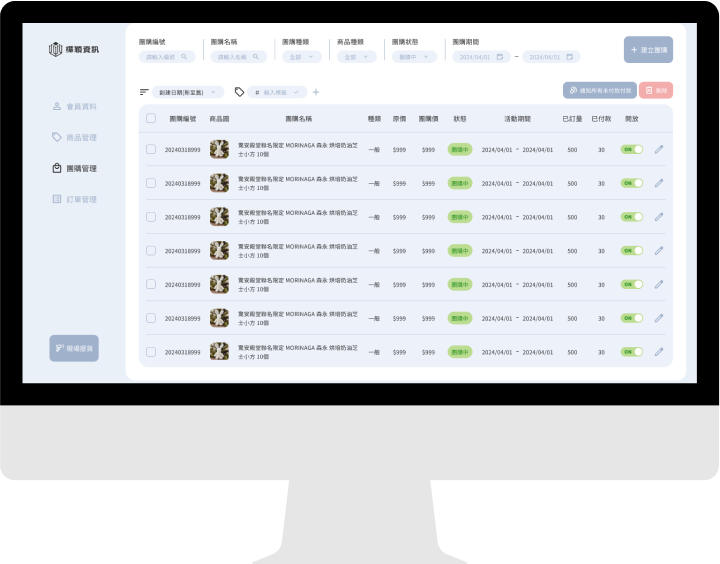 樺穎資訊
會員資料
商品管理
團購管理
訂單管理
現場發貨
團購編號 團購名稱 團購種類 商品種類 團購狀態 團購期間
請輸入編號 請輸入名稱 全部 全部 團購中 2024/04/01 - 2024/04/01
+ 建立團購
創建日期(新至舊) # 輸入標籤 +
通知所有未付款付款 刪除
團購編號 商品圖 團購名稱 種類 原價 團購價 狀態 活動期間 已訂量 已付款 開放
20240318999 驚安殿堂聯名限定 MORINAGA 森永 烘培奶油芝士小方 10個 一般 $999 $999 團購中 2024/04/01 - 2024/04/01 500 30 ON
20240318999 驚安殿堂聯名限定 MORINAGA 森永 烘培奶油芝士小方 10個 一般 $999 $999 團購中 2024/04/01 - 2024/04/01 500 30 ON
20240318999 驚安殿堂聯名限定 MORINAGA 森永 烘培奶油芝士小方 10個 一般 $999 $999 團購中 2024/04/01 - 2024/04/01 500 30 ON
20240318999 驚安殿堂聯名限定 MORINAGA 森永 烘培奶油芝士小方 10個 一般 $999 $999 團購中 2024/04/01 - 2024/04/01 500 30 ON
20240318999 驚安殿堂聯名限定 MORINAGA 森永 烘培奶油芝士小方 10個 一般 $999 $999 團購中 2024/04/01 - 2024/04/01 500 30 ON
20240318999 驚安殿堂聯名限定 MORINAGA 森永 烘培奶油芝士小方 10個 一般 $999 $999 團購中 2024/04/01 - 2024/04/01 500 30 ON
20240318999 驚安殿堂聯名限定 MORINAGA 森永 烘培奶油芝士小方 10個 一般 $999 $999 團購中 2024/04/01 - 2024/04/01 500 30 ON